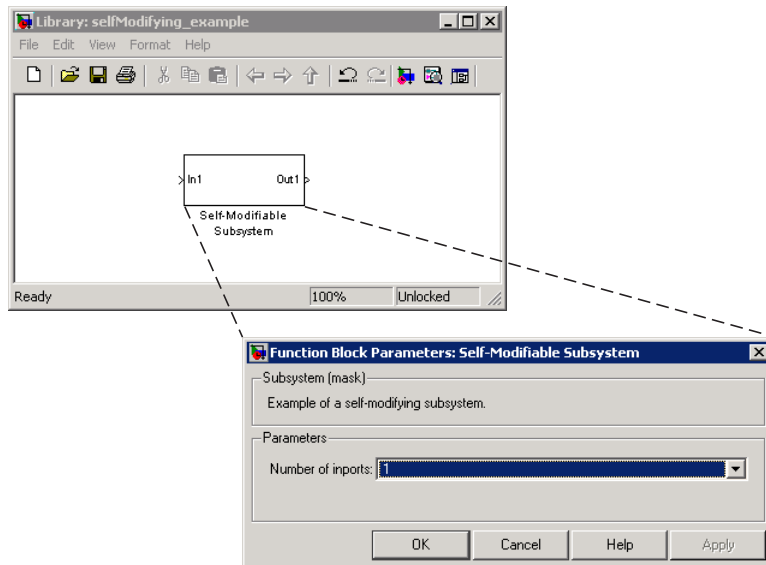 Library: selfModifying_example
File Edit View Format Help
In1 Out1
Self-Modifiable
Subsystem
Ready 100% Unlocked
Function Block Parameters: Self-Modifiable Subsystem
Subsystem (mask)
Example of a self-modifying subsystem.
Parameters
Number of inports: 1
OK Cancel Help Apply